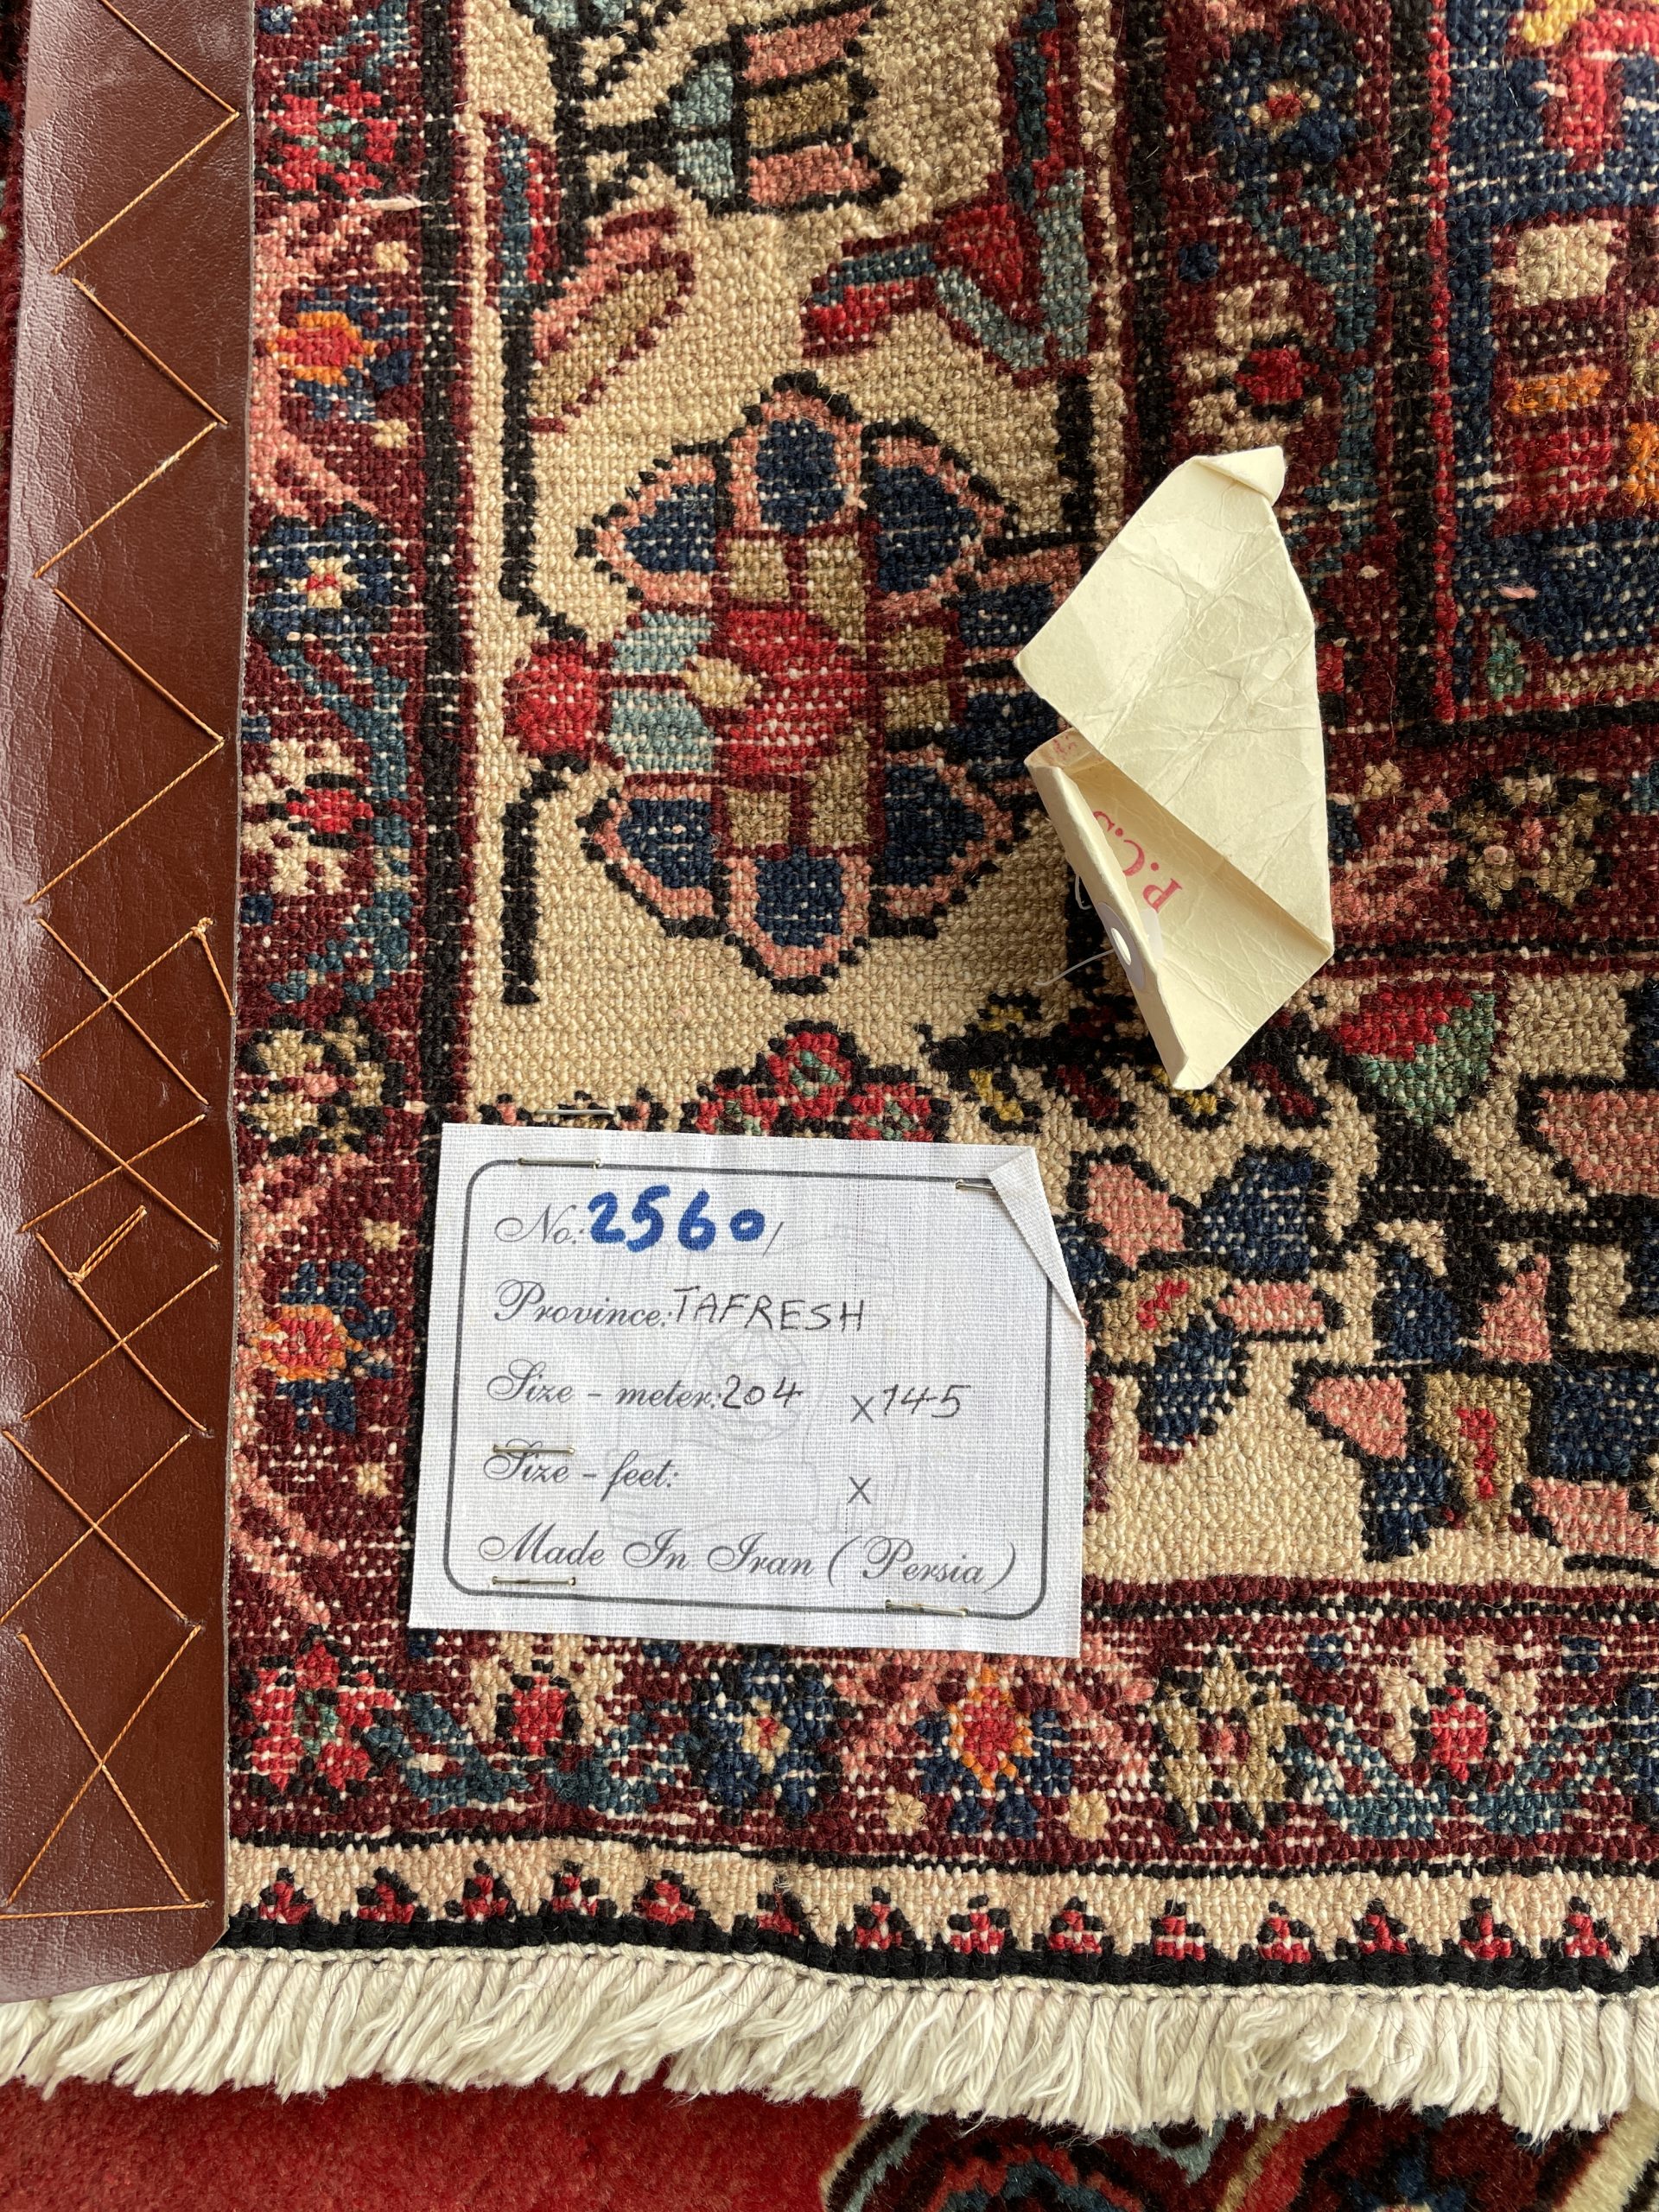 P.C.S
No: 2560/
Province: TAFRESH
Size - meter: 204 x 145
Size - feet: x
Made In Iran (Persia)